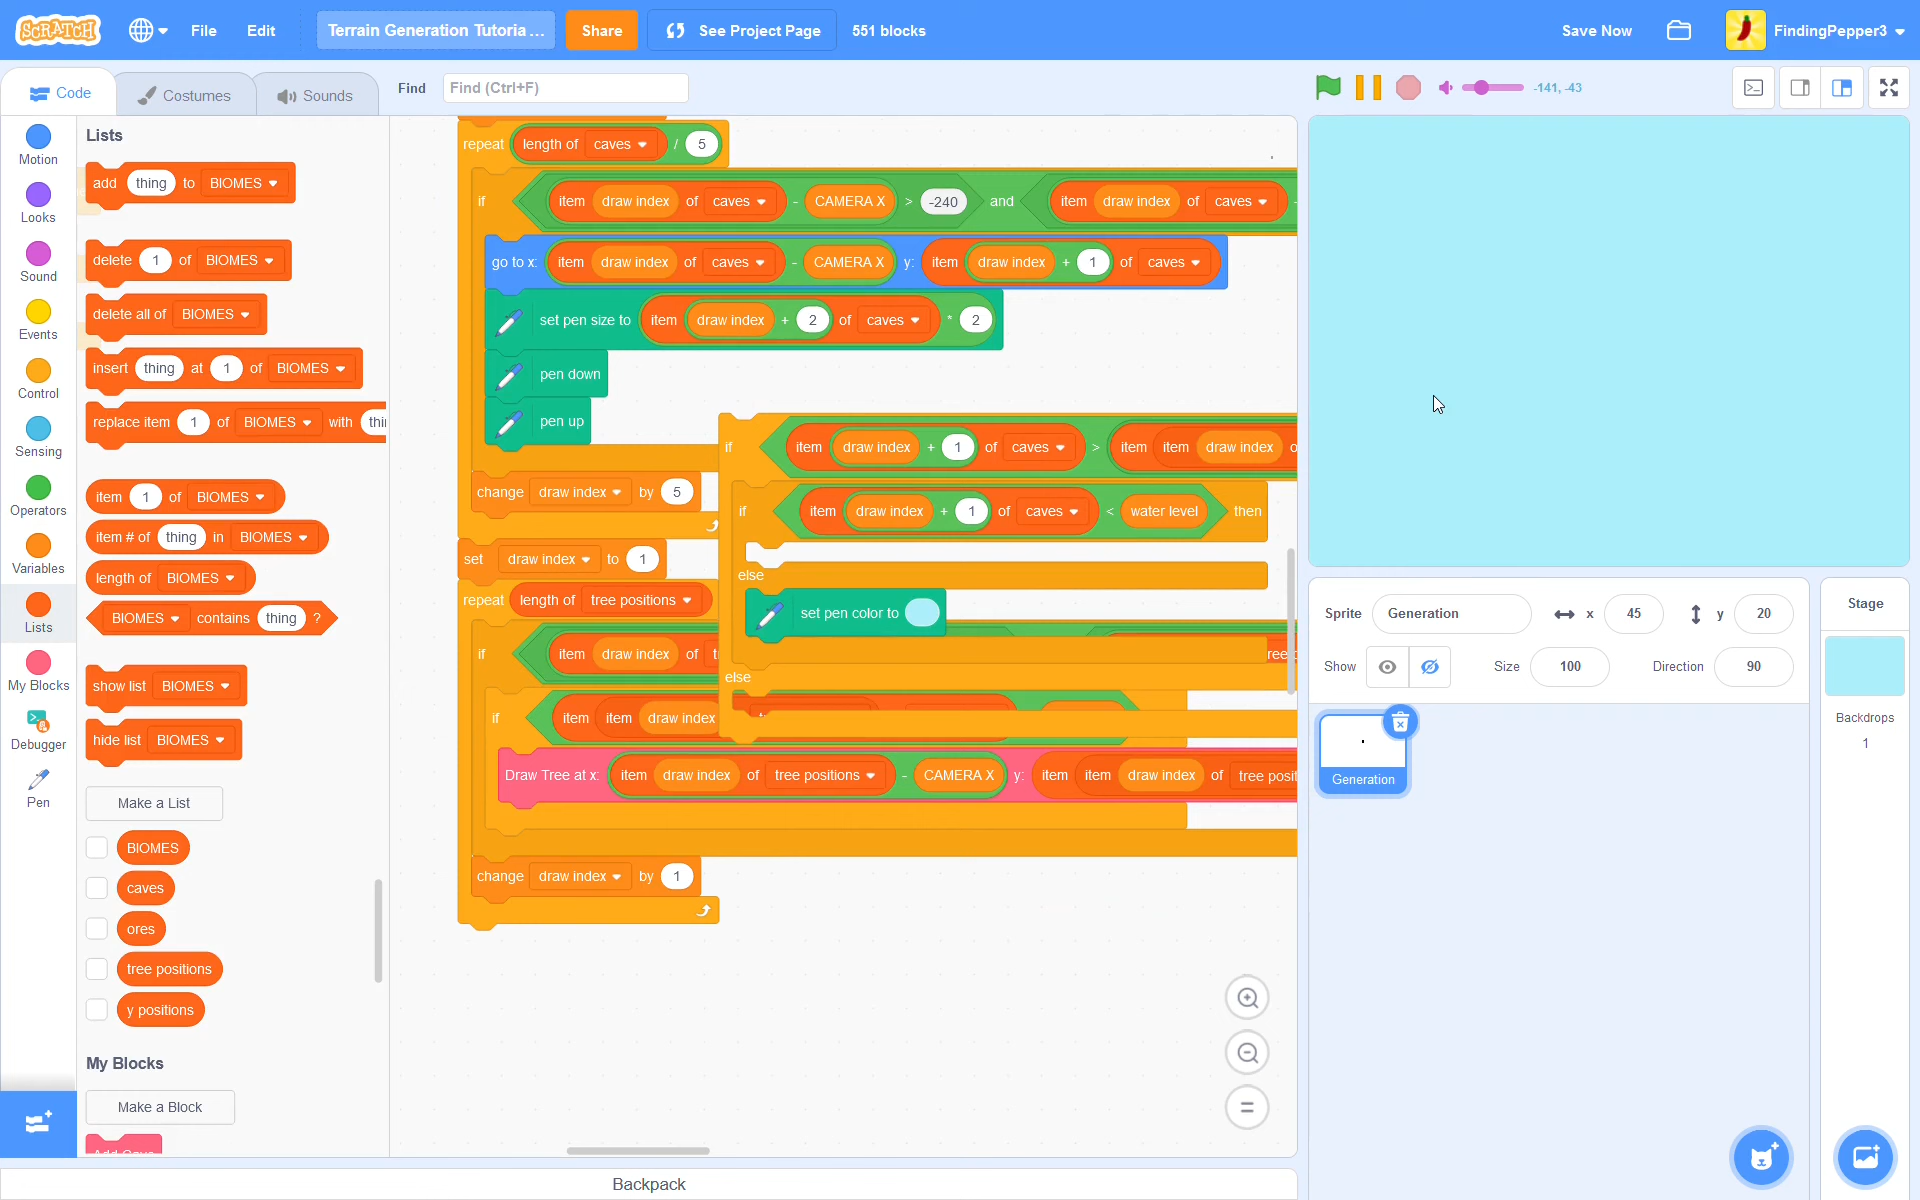 SCRATCH File Edit Terrain Generation Tutoria ... Share See Project Page 551 blocks Save Now FindingPepper3
Code Costumes Sounds Find Find (Ctrl+F) -141, -43
Motion
Looks
Sound
Events
Control
Sensing
Operators
Variables
Lists
My Blocks
Debugger
Pen
Lists
add thing to BIOMES
delete 1 of BIOMES
delete all of BIOMES
insert thing at 1 of BIOMES
replace item 1 of BIOMES with thi
item 1 of BIOMES
item # of thing in BIOMES
length of BIOMES
BIOMES contains thing ?
show list BIOMES
hide list BIOMES
Make a List
BIOMES
caves
ores
tree positions
y positions
My Blocks
Make a Block
Add Cave
repeat length of caves / 5
if item draw index of caves - CAMERA X > -240 and item draw index of caves -
go to x: item draw index of caves - CAMERA X y: item draw index + 1 of caves
set pen size to item draw index + 2 of caves * 2
pen down
pen up
change draw index by 5
set draw index to 1
repeat length of tree positions
if item draw index of t
if item item draw index
Draw Tree at x: item draw index of tree positions - CAMERA X y: item item draw index of tree posit
change draw index by 1
if item draw index + 1 of caves > item item draw index o
if item draw index + 1 of caves < water level then
else
set pen color to
else
Backpack
Sprite Generation x 45 y 20
Show Size 100 Direction 90
Generation
Stage
Backdrops
1